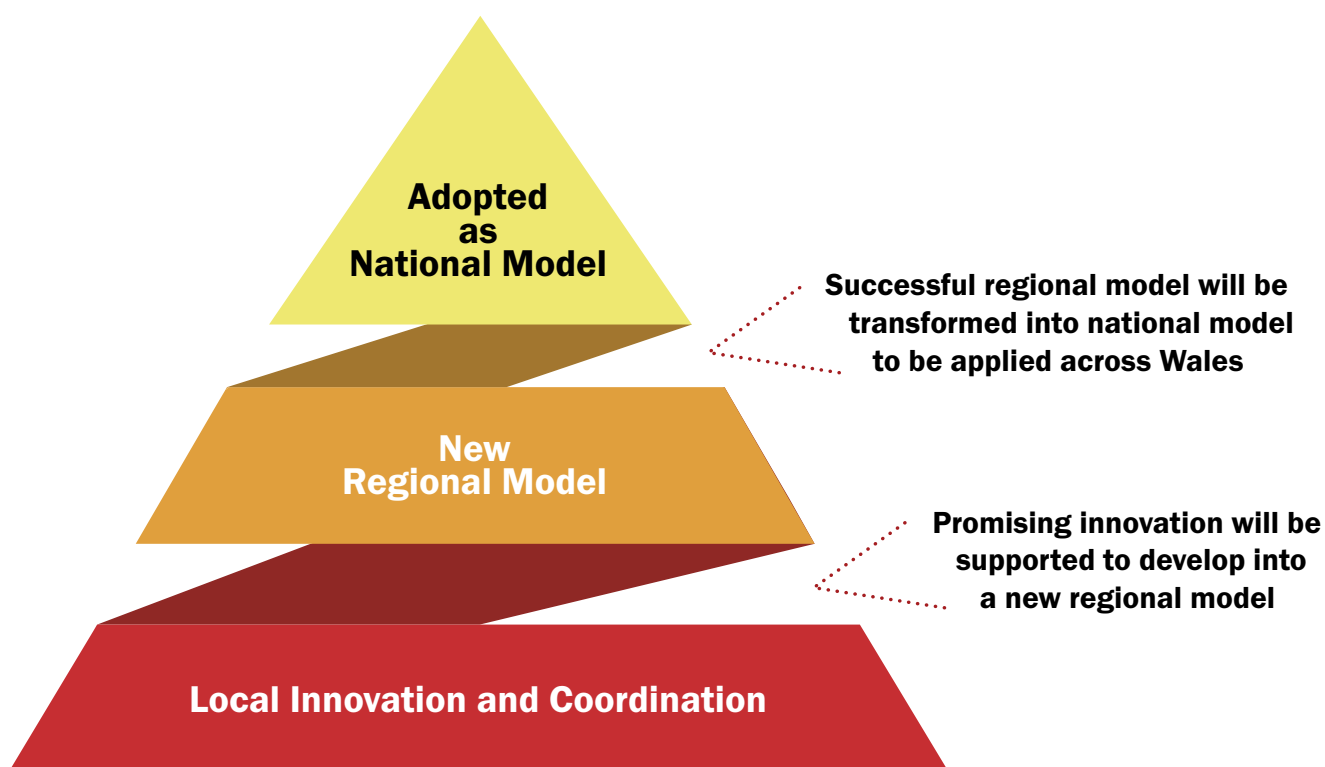 Adopted
as
National Model
Successful regional model will be
transformed into national model
to be applied across Wales
New
Regional Model
Promising innovation will be
supported to develop into
a new regional model
Local Innovation and Coordination